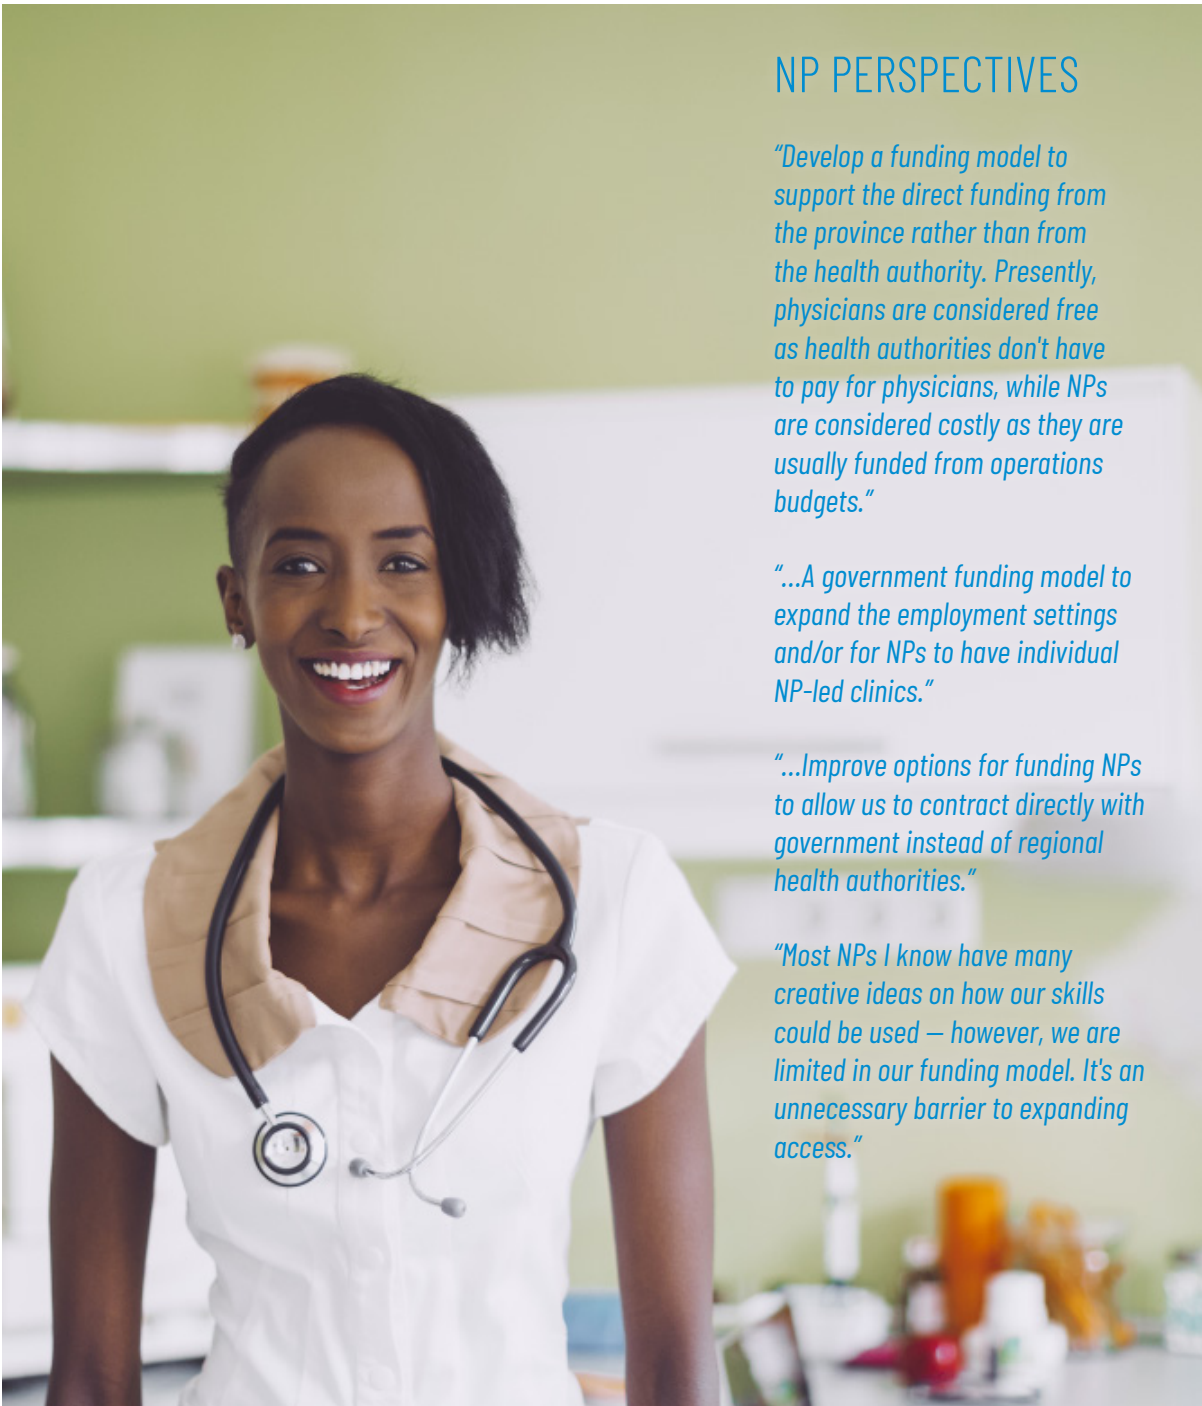 NP PERSPECTIVES
“Develop a funding model to
support the direct funding from
the province rather than from
the health authority. Presently,
physicians are considered free
as health authorities don't have
to pay for physicians, while NPs
are considered costly as they are
usually funded from operations
budgets.”
“...A government funding model to
expand the employment settings
and/or for NPs to have individual
NP-led clinics.”
“...Improve options for funding NPs
to allow us to contract directly with
government instead of regional
health authorities.”
“Most NPs I know have many
creative ideas on how our skills
could be used — however, we are
limited in our funding model. It's an
unnecessary barrier to expanding
access.”